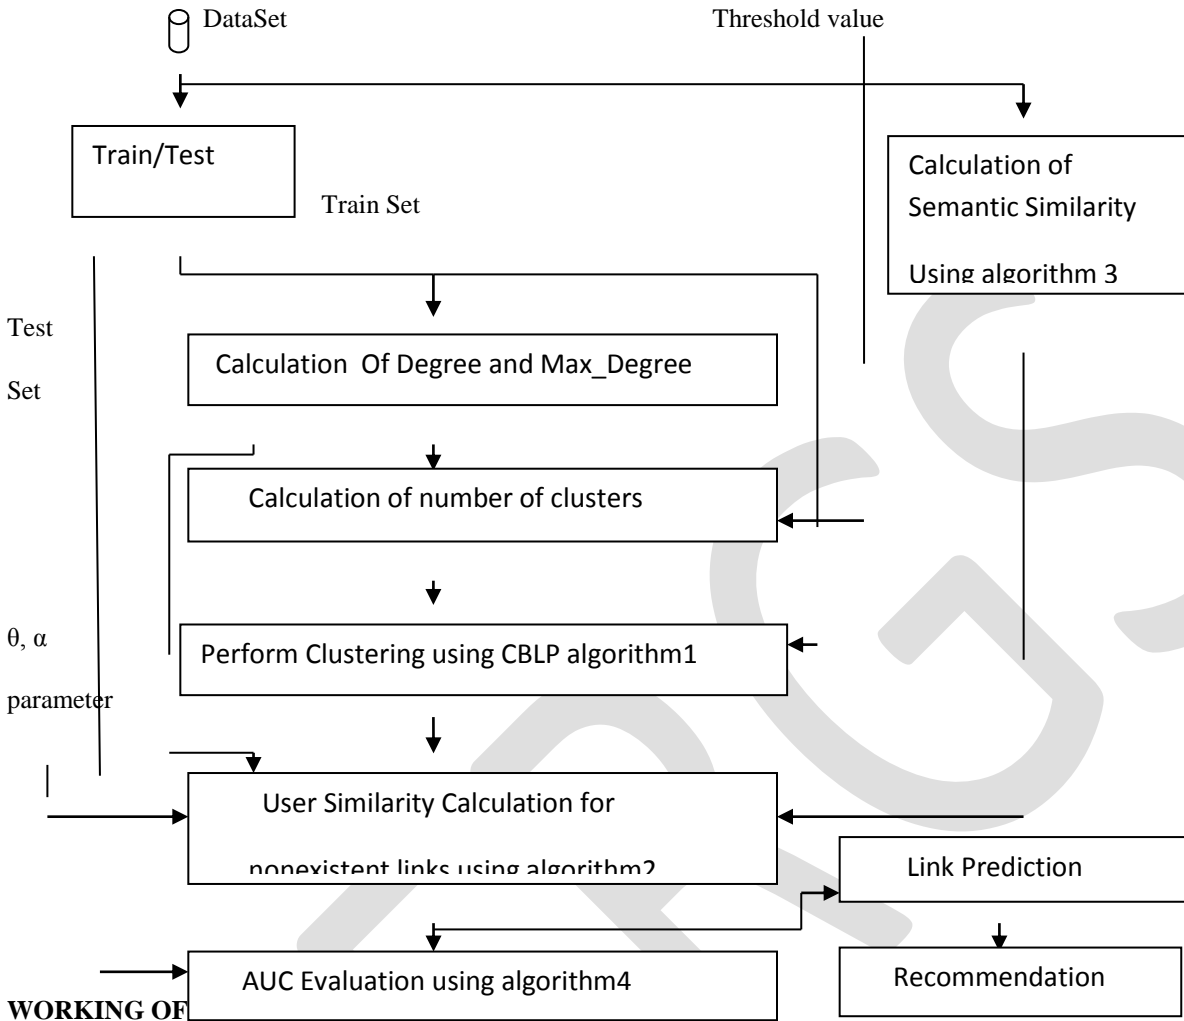 DataSet
Threshold value
Train/Test
Calculation of
Semantic Similarity
Using algorithm 3
Train Set
Test
Set
Calculation Of Degree and Max_Degree
Calculation of number of clusters
θ, α
parameter
Perform Clustering using CBLP algorithm1
User Similarity Calculation for
nonexistent links using algorithm2
Link Prediction
AUC Evaluation using algorithm4
Recommendation
WORKING OF